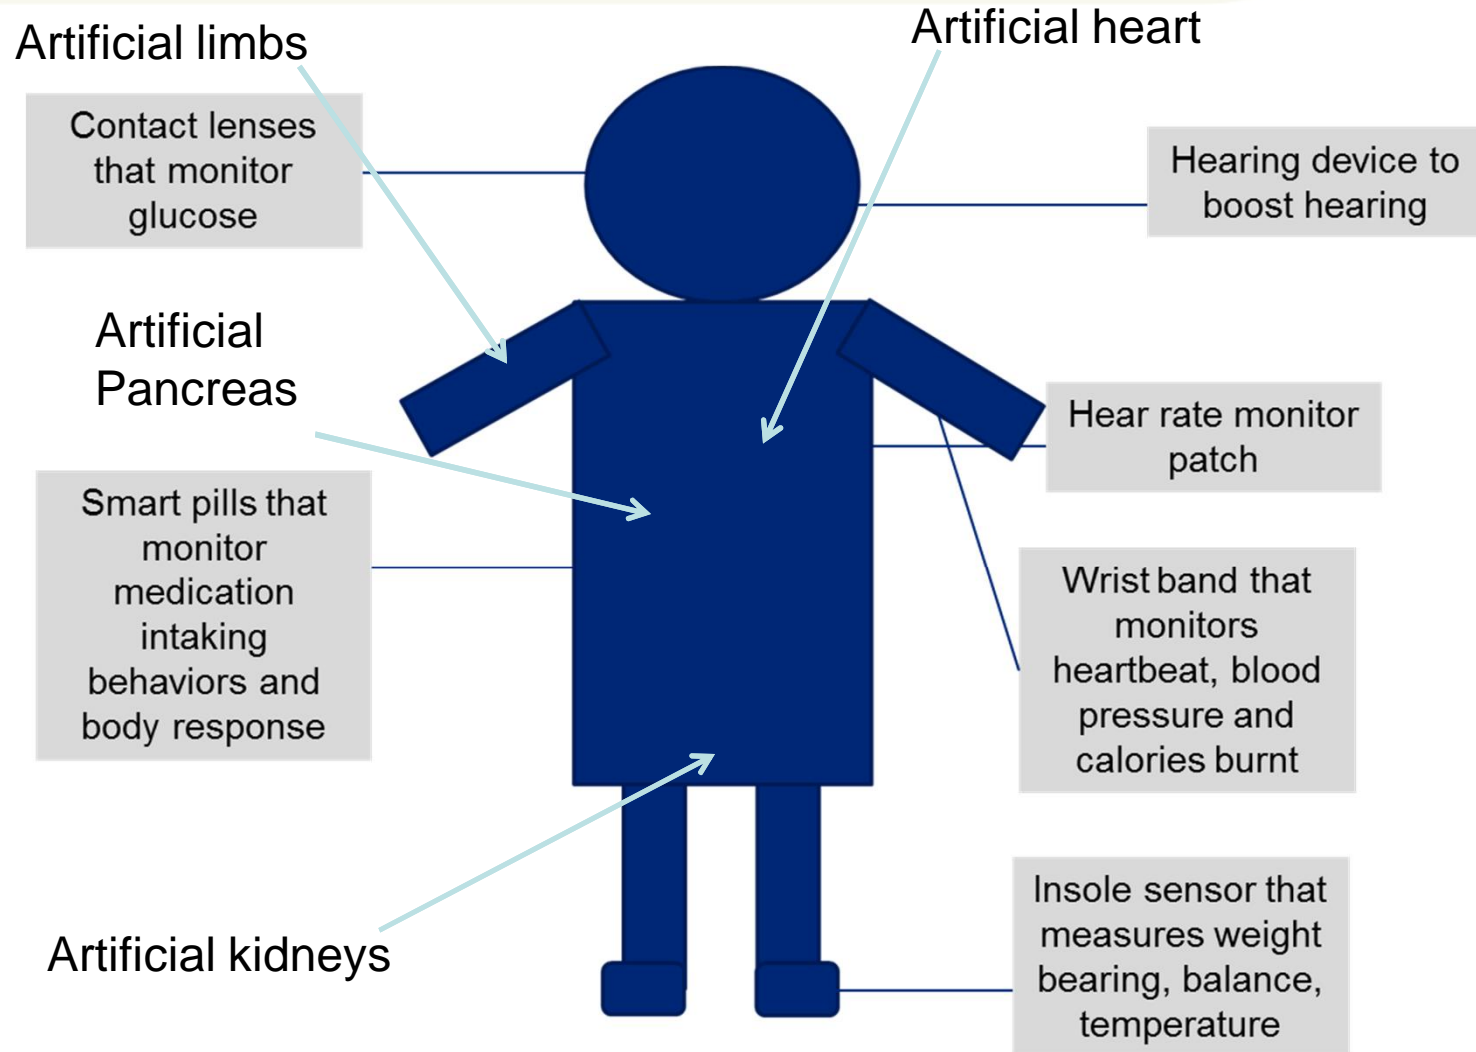 Artificial limbs
Artificial heart
Contact lenses
that monitor
glucose
Hearing device to
boost hearing
Artificial
Pancreas
Hear rate monitor
patch
Smart pills that
monitor
medication
intaking
behaviors and
body response
Wrist band that
monitors
heartbeat, blood
pressure and
calories burnt
Artificial kidneys
Insole sensor that
measures weight
bearing, balance,
temperature